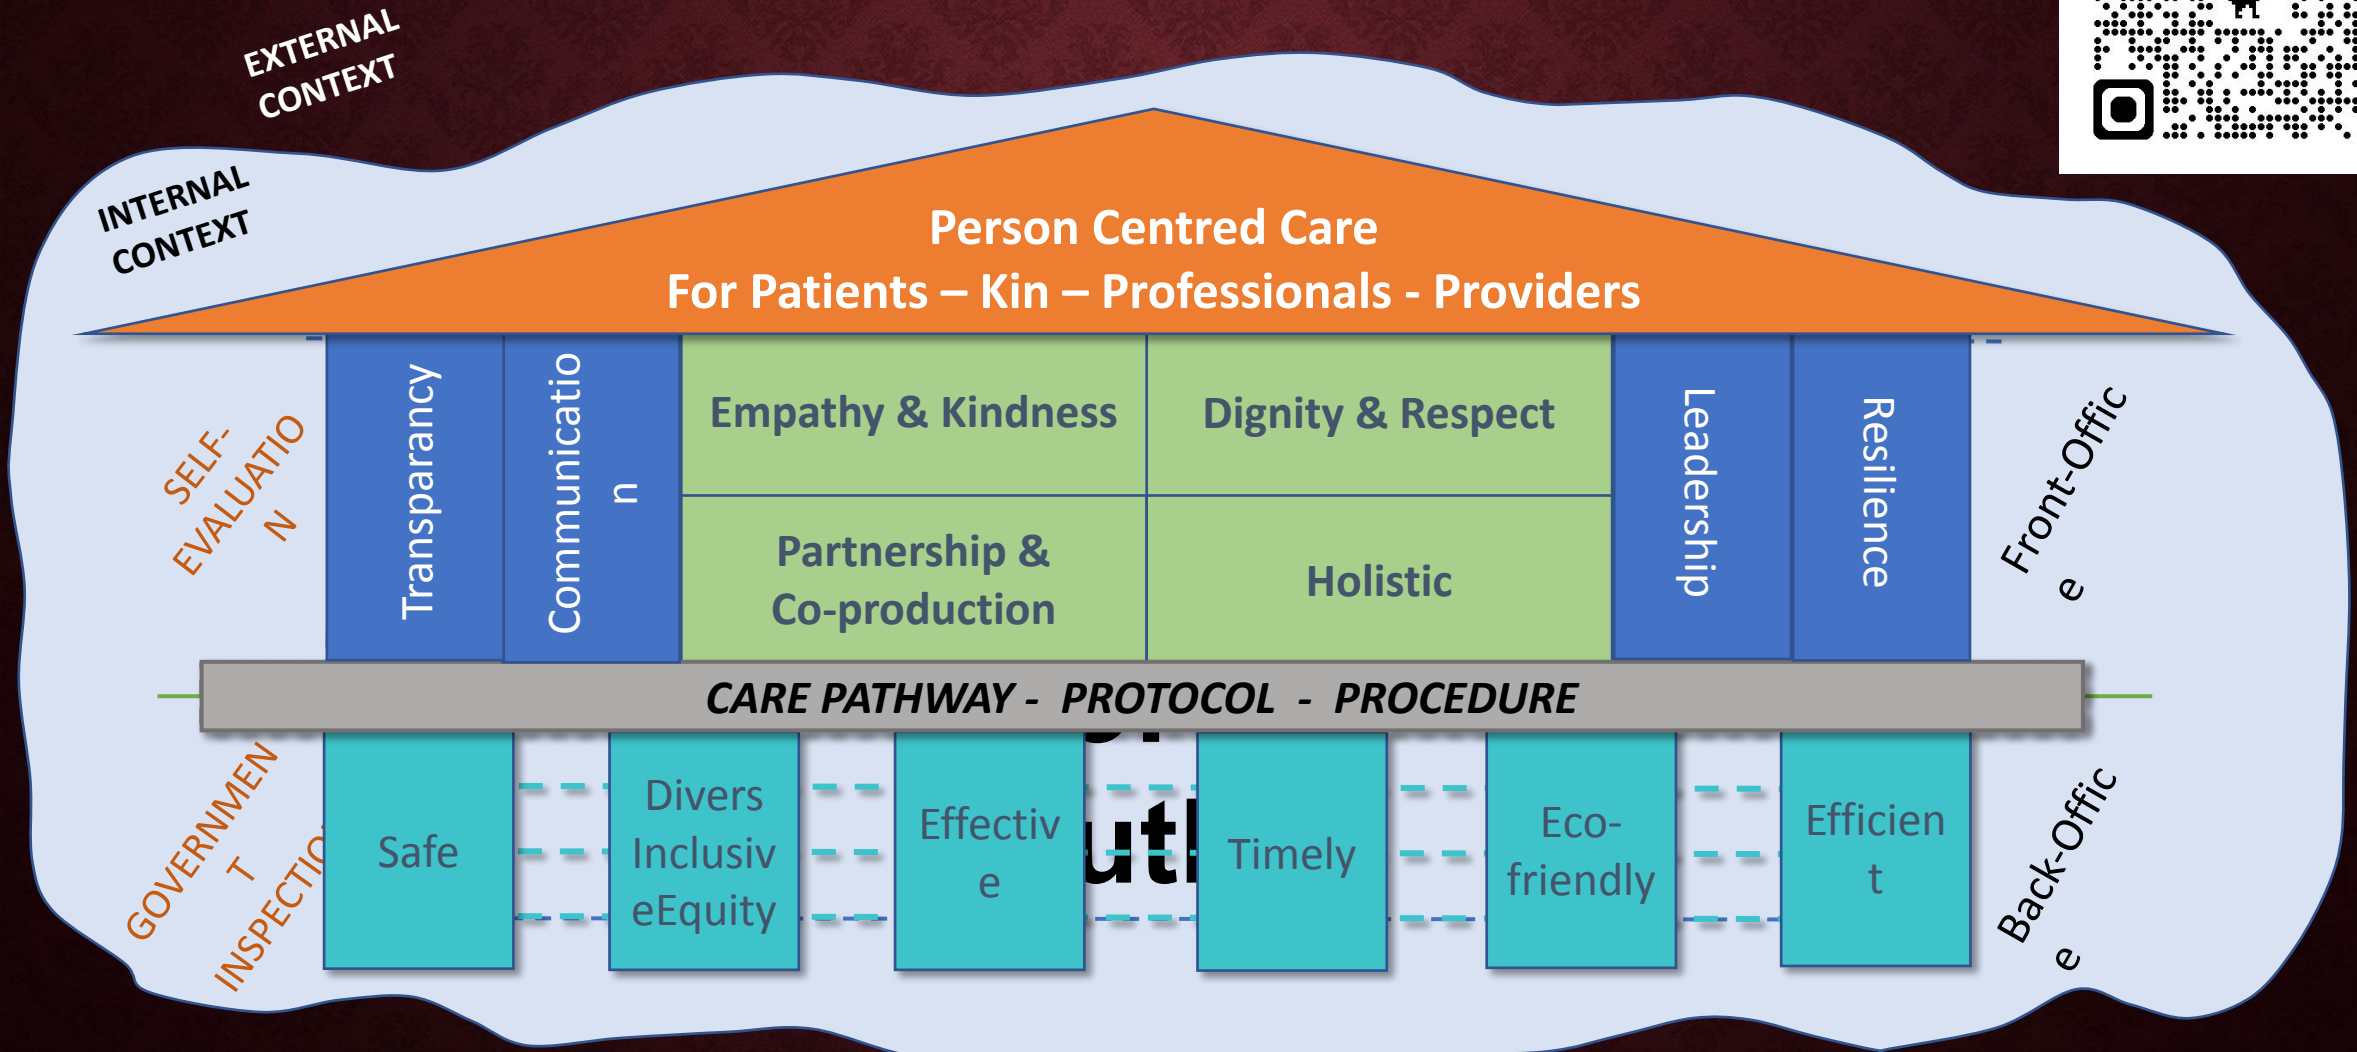 EXTERNAL
CONTEXT
INTERNAL
CONTEXT
Person Centred Care
For Patients – Kin – Professionals - Providers
SELF-
EVALUATIO
N
Transparancy
Communicatio
n
Empathy & Kindness
Dignity & Respect
Partnership &
Co-production
Holistic
Leadership
Resilience
Front-Offic
e
CARE PATHWAY - PROTOCOL - PROCEDURE
GOVERNMEN
T
INSPECTIO
Safe
Divers
Inclusiv
eEquity
Effectiv
e
Timely
Eco-
friendly
Efficien
t
Back-Offic
e